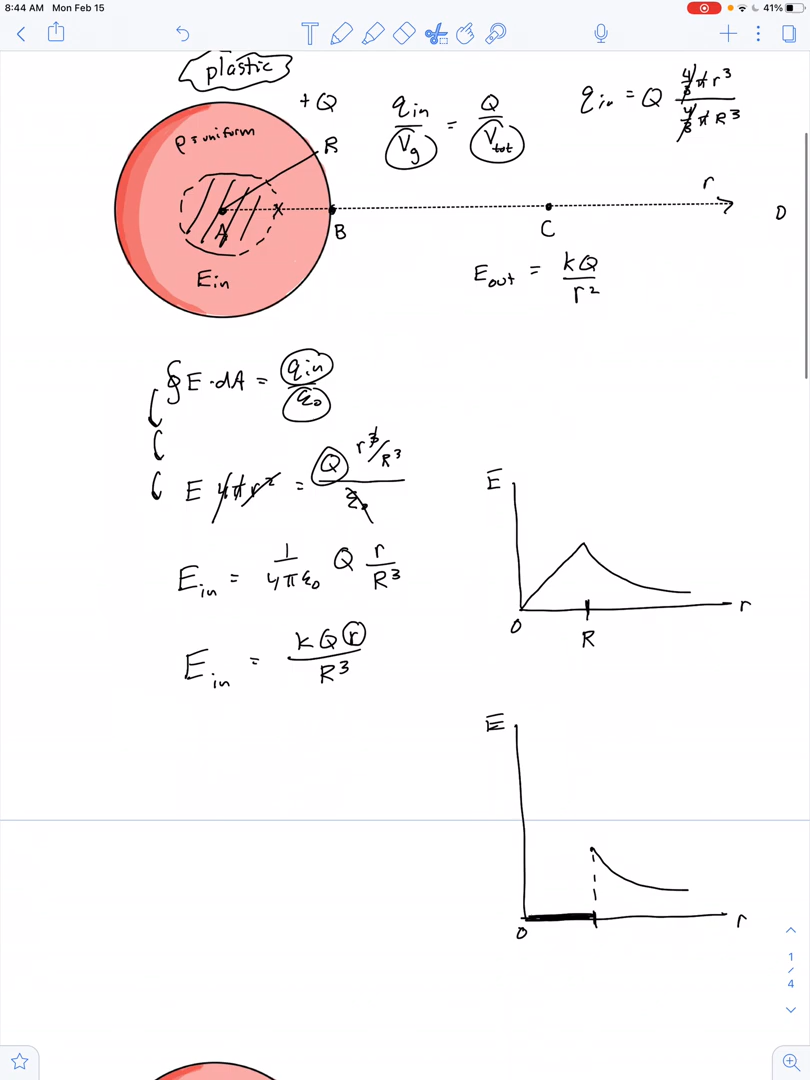 8:44 AM Mon Feb 15
41%
T
plastic
+Q
ρ = uniform
R
q_in / V_g = Q / V_tot
q_in = Q 4/3 π r³ / 4/3 π R³
r
A
B
C
D
E_in
E_out = kQ / r²
∮ E · dA = q_in / ε₀
E 4π r² = Q r³/R³ / ε₀
E_in = 1 / 4πε₀ Q r / R³
E_in = kQr / R³
E
0
R
r
E
0
r
1
/
4